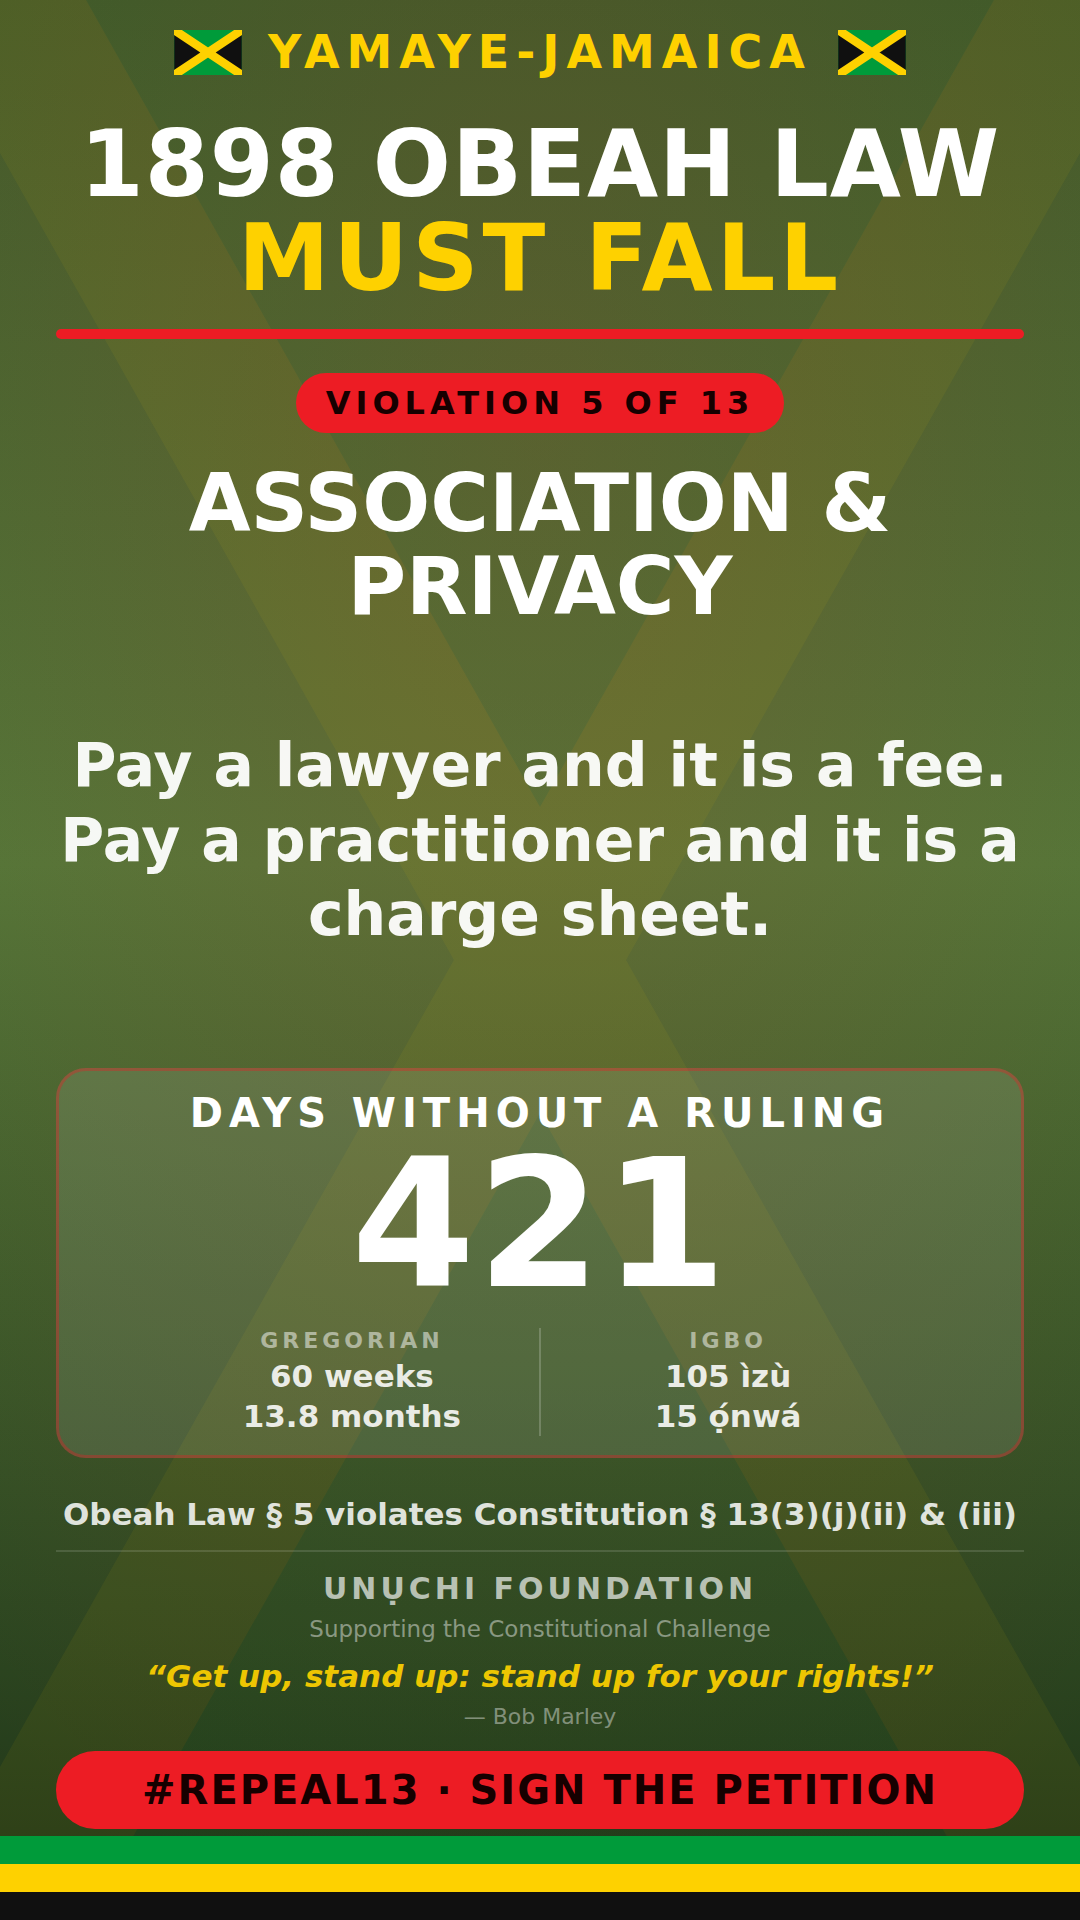 YAMAYE-JAMAICA
1898 OBEAH LAW
MUST FALL
VIOLATION 5 OF 13
ASSOCIATION &
PRIVACY
Pay a lawyer and it is a fee.
Pay a practitioner and it is a
charge sheet.
DAYS WITHOUT A RULING
421
GREGORIAN
60 weeks
13.8 months
IGBO
105 ìzù
15 ọ́nwá
Obeah Law § 5 violates Constitution § 13(3)(j)(ii) & (iii)
UNỤCHI FOUNDATION
Supporting the Constitutional Challenge
“Get up, stand up: stand up for your rights!”
— Bob Marley
#REPEAL13 · SIGN THE PETITION